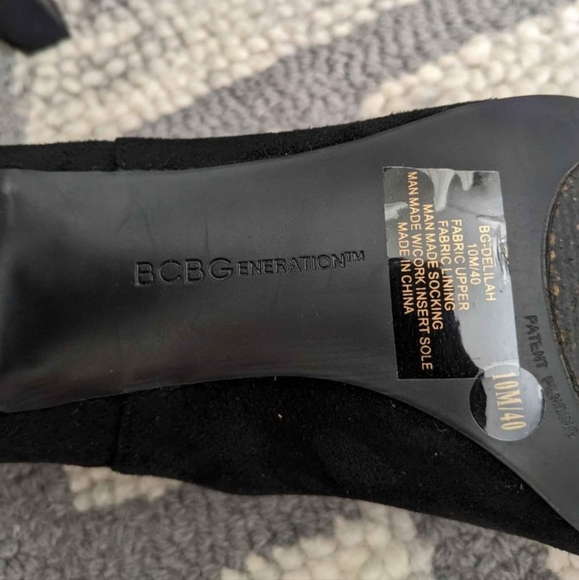 BCBGENERATION™
BG-DELILAH
10M/40
FABRIC UPPER
FABRIC LINING
MAN MADE SOCKING
MAN MADE W/CORK INSERT SOLE
MADE IN CHINA
10M/40
PATENT PENDING